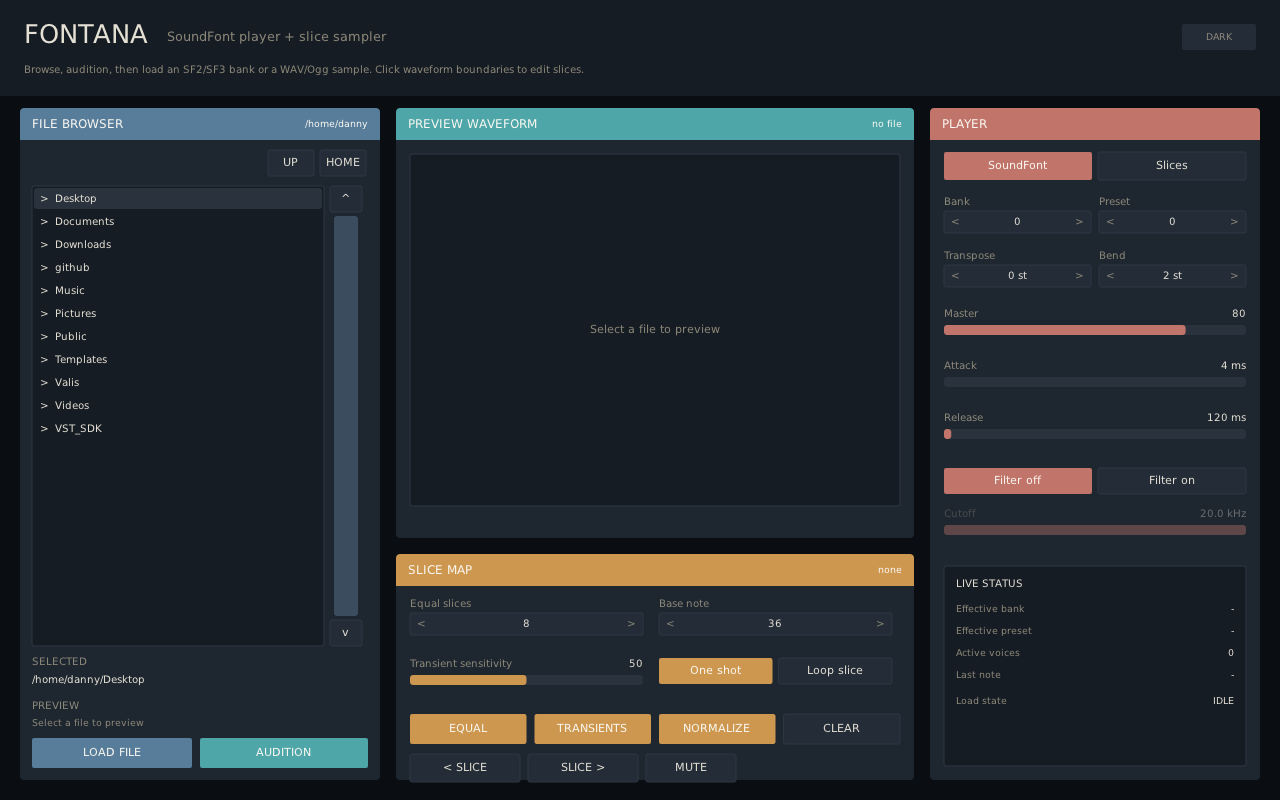 FONTANA SoundFont player + slice sampler DARK
Browse, audition, then load an SF2/SF3 bank or a WAV/Ogg sample. Click waveform boundaries to edit slices.
FILE BROWSER /home/danny
UP HOME
^
> Desktop
> Documents
> Downloads
> github
> Music
> Pictures
> Public
> Templates
> Valis
> Videos
> VST_SDK
v
SELECTED
/home/danny/Desktop
PREVIEW
Select a file to preview
LOAD FILE AUDITION
PREVIEW WAVEFORM no file
Select a file to preview
SLICE MAP none
Equal slices Base note
< 8 > < 36 >
Transient sensitivity 50 One shot Loop slice
EQUAL TRANSIENTS NORMALIZE CLEAR
< SLICE SLICE > MUTE
PLAYER
SoundFont Slices
Bank Preset
< 0 > < 0 >
Transpose Bend
< 0 st > < 2 st >
Master 80
Attack 4 ms
Release 120 ms
Filter off Filter on
Cutoff 20.0 kHz
LIVE STATUS
Effective bank -
Effective preset -
Active voices 0
Last note -
Load state IDLE